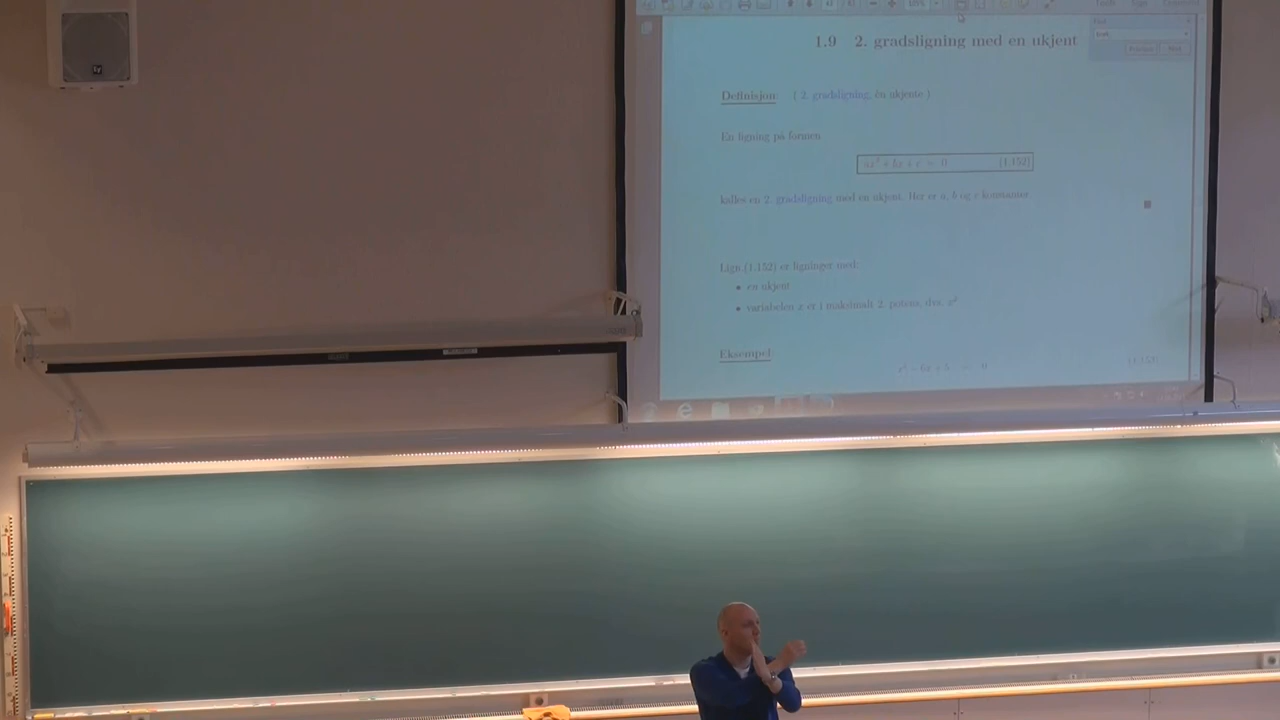 1.9 2. gradsligning med en ukjent
Definisjon: ( 2. gradsligning, én ukjente )
En ligning på formen
ax² + bx + c = 0 (1.152)
kalles en 2. gradsligning med en ukjent. Her er a, b og c konstanter.
Lign.(1.152) er ligninger med:
• en ukjent
• variabelen x er i maksimalt 2. potens, dvs. x²
Eksempel:
(1.153)